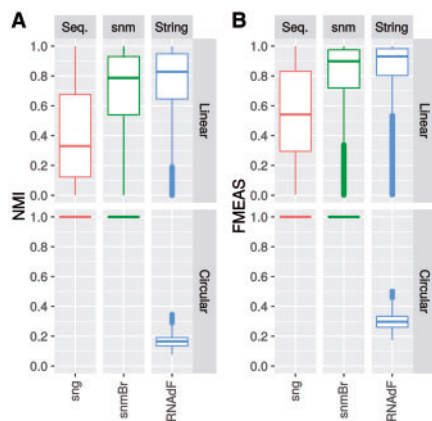 A
B
Seq. snm String
Seq. snm String
1.0
0.8
0.6
0.4
0.2
0.0
Linear
1.0
0.8
0.6
0.4
0.2
0.0
Linear
NMI
FMEAS
1.0
0.8
0.6
0.4
0.2
0.0
Circular
1.0
0.8
0.6
0.4
0.2
0.0
Circular
sng
snmBr
RNAdF
sng
snmBr
RNAdF